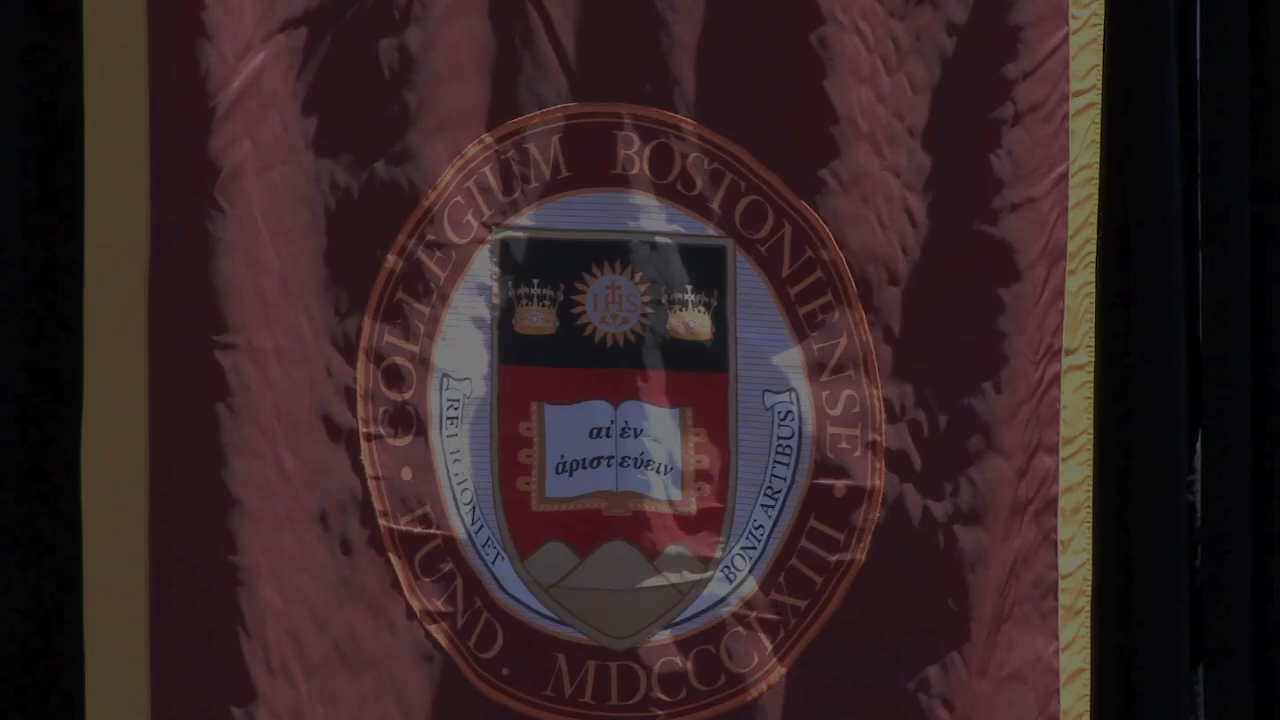 COLLEGIUM BOSTONIENSE
IHS
αἰὲν
ἀριστεύειν
RELIGIONI ET
BONIS ARTIBUS
FUND. MDCCCLXIII